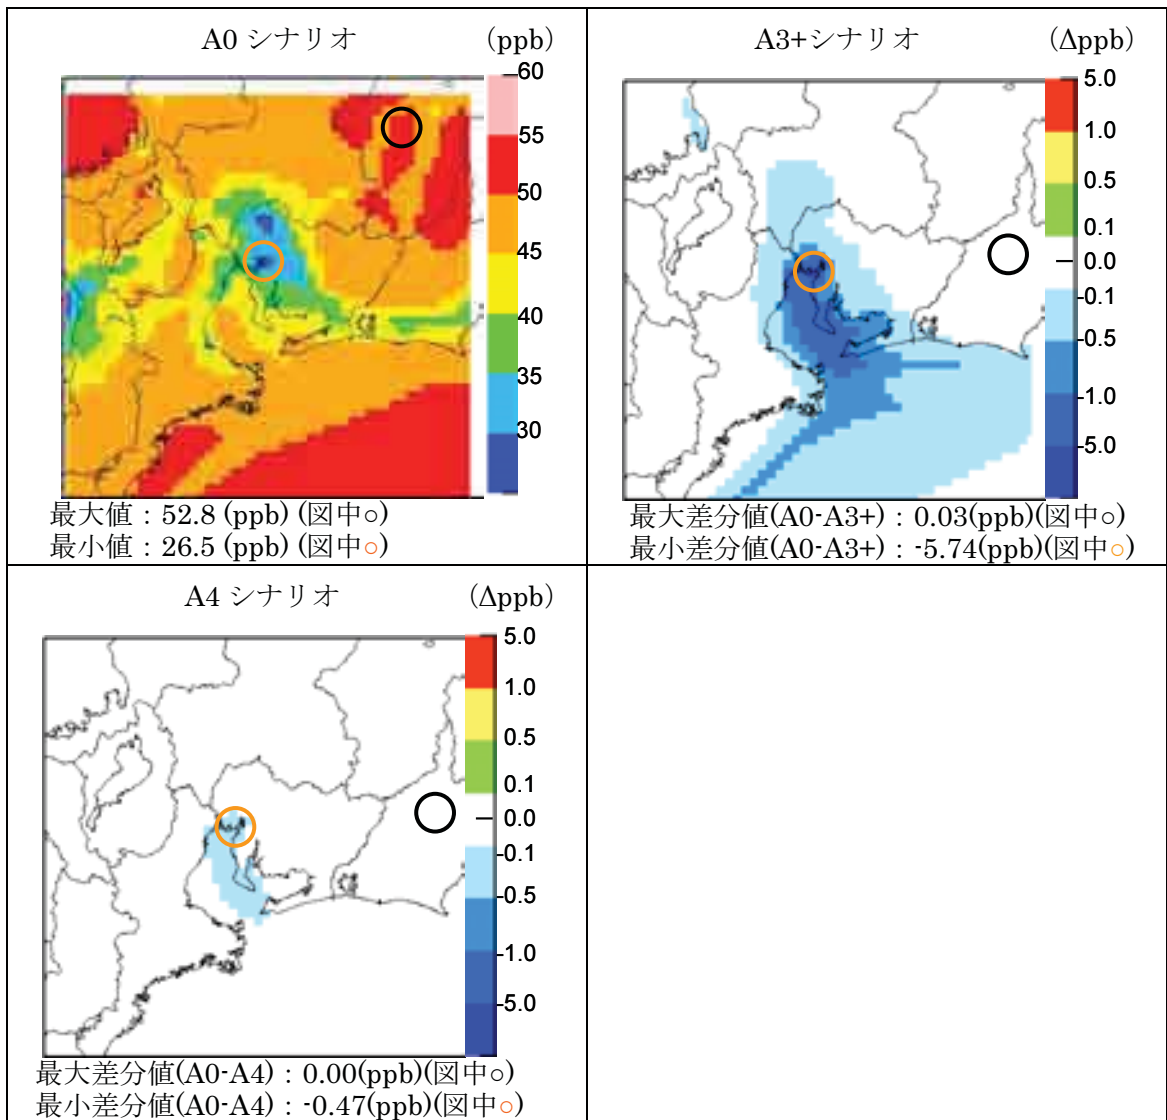 A0 シナリオ (ppb)
60
55
50
45
40
35
30
最大値：52.8 (ppb) (図中○)
最小値：26.5 (ppb) (図中○)
A3+シナリオ (Δppb)
5.0
1.0
0.5
0.1
0.0
-0.1
-0.5
-1.0
-5.0
最大差分値(A0-A3+)：0.03(ppb)(図中○)
最小差分値(A0-A3+)：-5.74(ppb)(図中○)
A4 シナリオ (Δppb)
5.0
1.0
0.5
0.1
0.0
-0.1
-0.5
-1.0
-5.0
最大差分値(A0-A4)：0.00(ppb)(図中○)
最小差分値(A0-A4)：-0.47(ppb)(図中○)